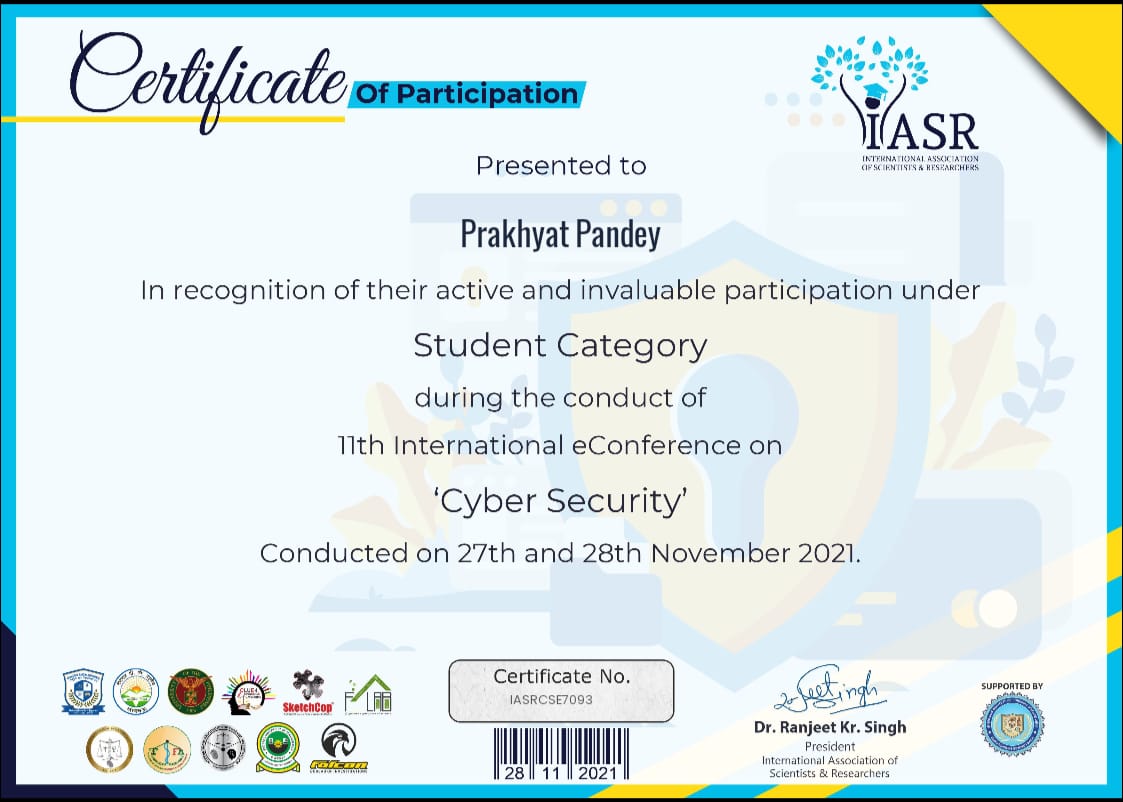 Certificate Of Participation
IASR
INTERNATIONAL ASSOCIATION
OF SCIENTISTS & RESEARCHERS
Presented to
Prakhyat Pandey
In recognition of their active and invaluable participation under
Student Category
during the conduct of
11th International eConference on
‘Cyber Security’
Conducted on 27th and 28th November 2021.
SketchCop
falcon
Certificate No.
IASRCSE7093
28 11 2021
Dr. Ranjeet Kr. Singh
President
International Association of
Scientists & Researchers
SUPPORTED BY